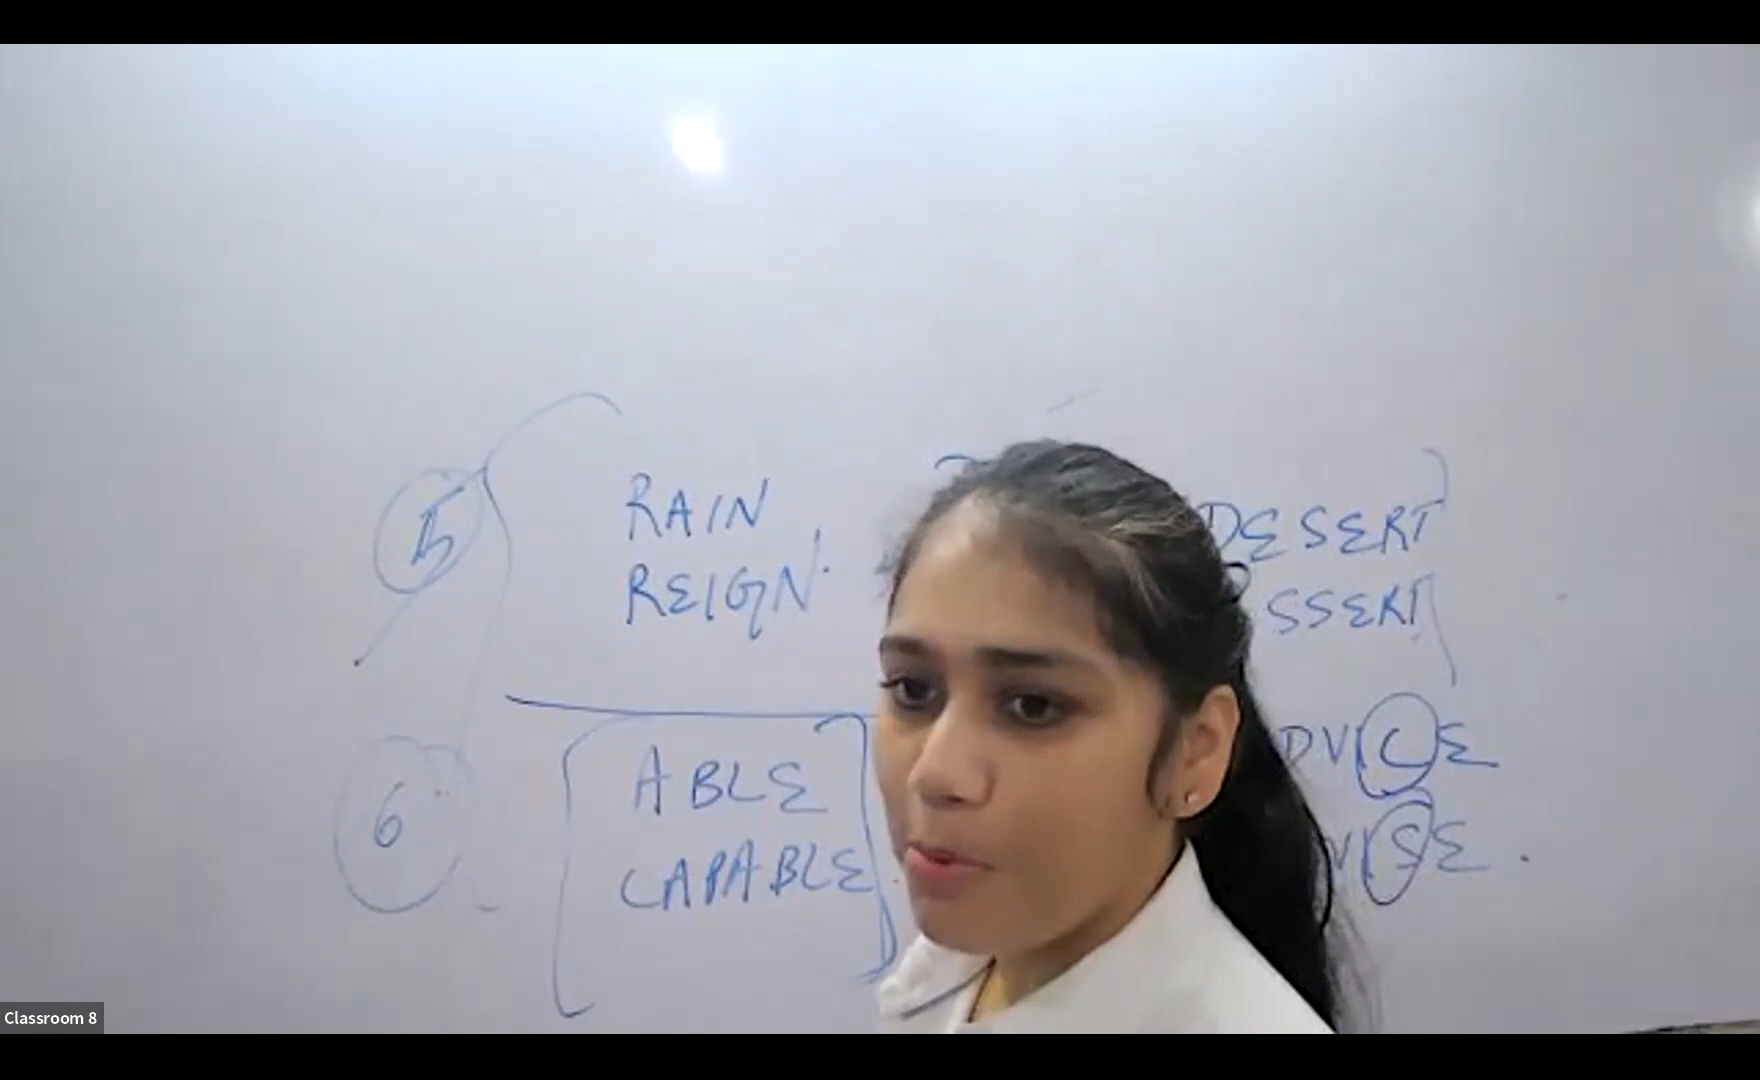 5 RAIN DESERT
REIGN. SSERT
6 ABLE DVICE
CAPABLE. VISE.
Classroom 8